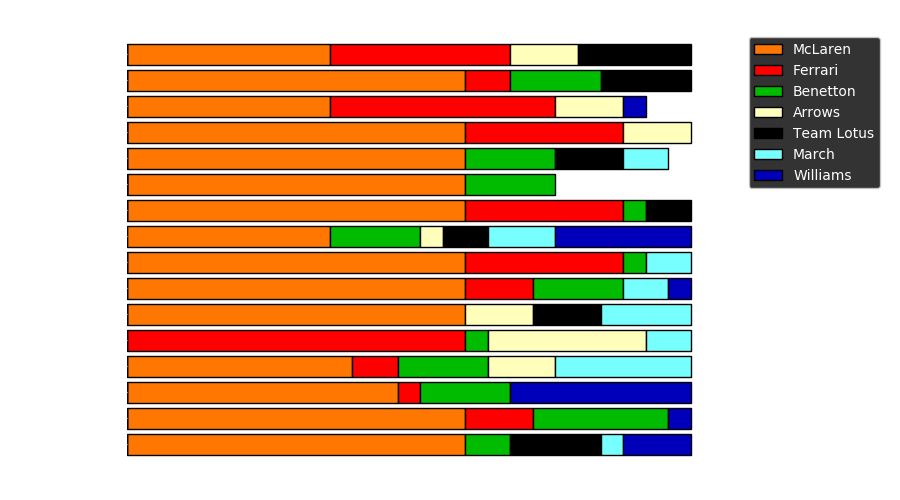 McLaren
Ferrari
Benetton
Arrows
Team Lotus
March
Williams